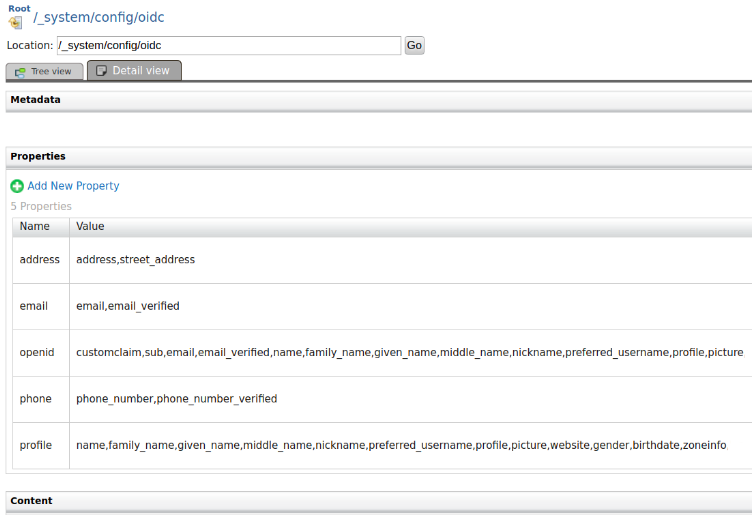 Root
/_system/config/oidc
Location: /_system/config/oidc Go
Tree view Detail view
Metadata
Properties
Add New Property
5 Properties
Name Value
address address,street_address
email email,email_verified
openid customclaim,sub,email,email_verified,name,family_name,given_name,middle_name,nickname,preferred_username,profile,picture,
phone phone_number,phone_number_verified
profile name,family_name,given_name,middle_name,nickname,preferred_username,profile,picture,website,gender,birthdate,zoneinfo,
Content